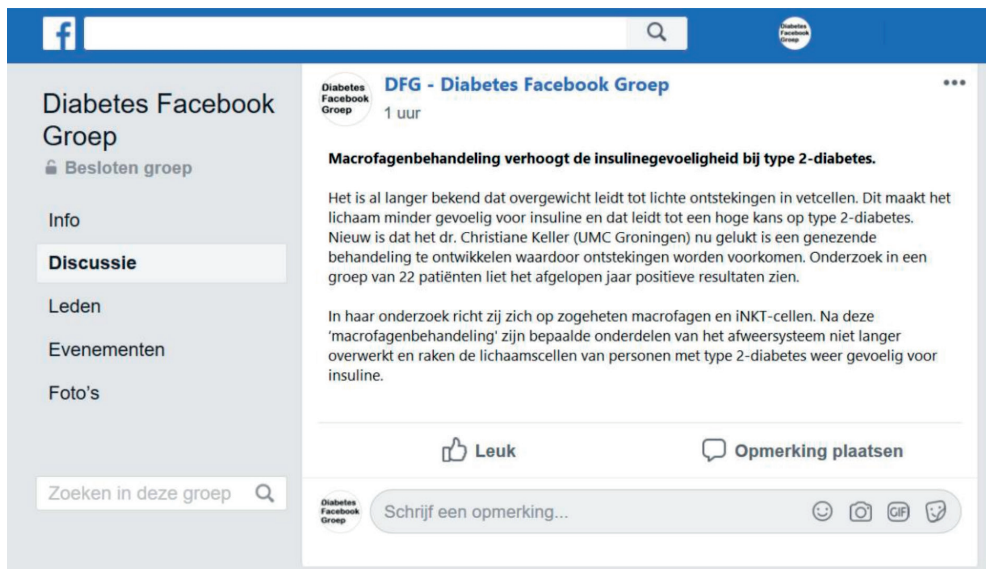 f
Diabetes
Facebook
Groep
Diabetes Facebook
Groep
Besloten groep
Info
Discussie
Leden
Evenementen
Foto's
Zoeken in deze groep
Diabetes
Facebook
Groep
DFG - Diabetes Facebook Groep
1 uur
Macrofagenbehandeling verhoogt de insulinegevoeligheid bij type 2-diabetes.
Het is al langer bekend dat overgewicht leidt tot lichte ontstekingen in vetcellen. Dit maakt het
lichaam minder gevoelig voor insuline en dat leidt tot een hoge kans op type 2-diabetes.
Nieuw is dat het dr. Christiane Keller (UMC Groningen) nu gelukt is een genezende
behandeling te ontwikkelen waardoor ontstekingen worden voorkomen. Onderzoek in een
groep van 22 patiënten liet het afgelopen jaar positieve resultaten zien.
In haar onderzoek richt zij zich op zogeheten macrofagen en iNKT-cellen. Na deze
'macrofagenbehandeling' zijn bepaalde onderdelen van het afweersysteem niet langer
overwerkt en raken de lichaamscellen van personen met type 2-diabetes weer gevoelig voor
insuline.
Leuk
Opmerking plaatsen
Diabetes
Facebook
Groep
Schrijf een opmerking...
GIF